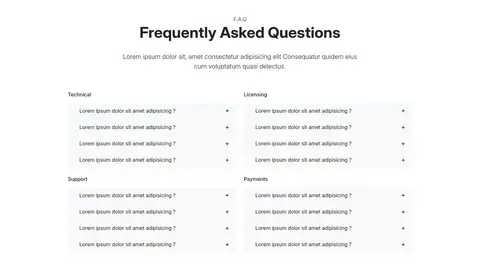 F.A.Q
Frequently Asked Questions
Lorem ipsum dolor sit, amet consectetur adipisicing elit Consequatur quidem eius
cum voluptatum quasi delectus.
Technical
Lorem ipsum dolor sit amet adipisicing ? +
Lorem ipsum dolor sit amet adipisicing ? +
Lorem ipsum dolor sit amet adipisicing ? +
Lorem ipsum dolor sit amet adipisicing ? +
Licensing
Lorem ipsum dolor sit amet adipisicing ? +
Lorem ipsum dolor sit amet adipisicing ? +
Lorem ipsum dolor sit amet adipisicing ? +
Lorem ipsum dolor sit amet adipisicing ? +
Support
Lorem ipsum dolor sit amet adipisicing ? +
Lorem ipsum dolor sit amet adipisicing ? +
Lorem ipsum dolor sit amet adipisicing ? +
Lorem ipsum dolor sit amet adipisicing ? +
Payments
Lorem ipsum dolor sit amet adipisicing ? +
Lorem ipsum dolor sit amet adipisicing ? +
Lorem ipsum dolor sit amet adipisicing ? +
Lorem ipsum dolor sit amet adipisicing ? +